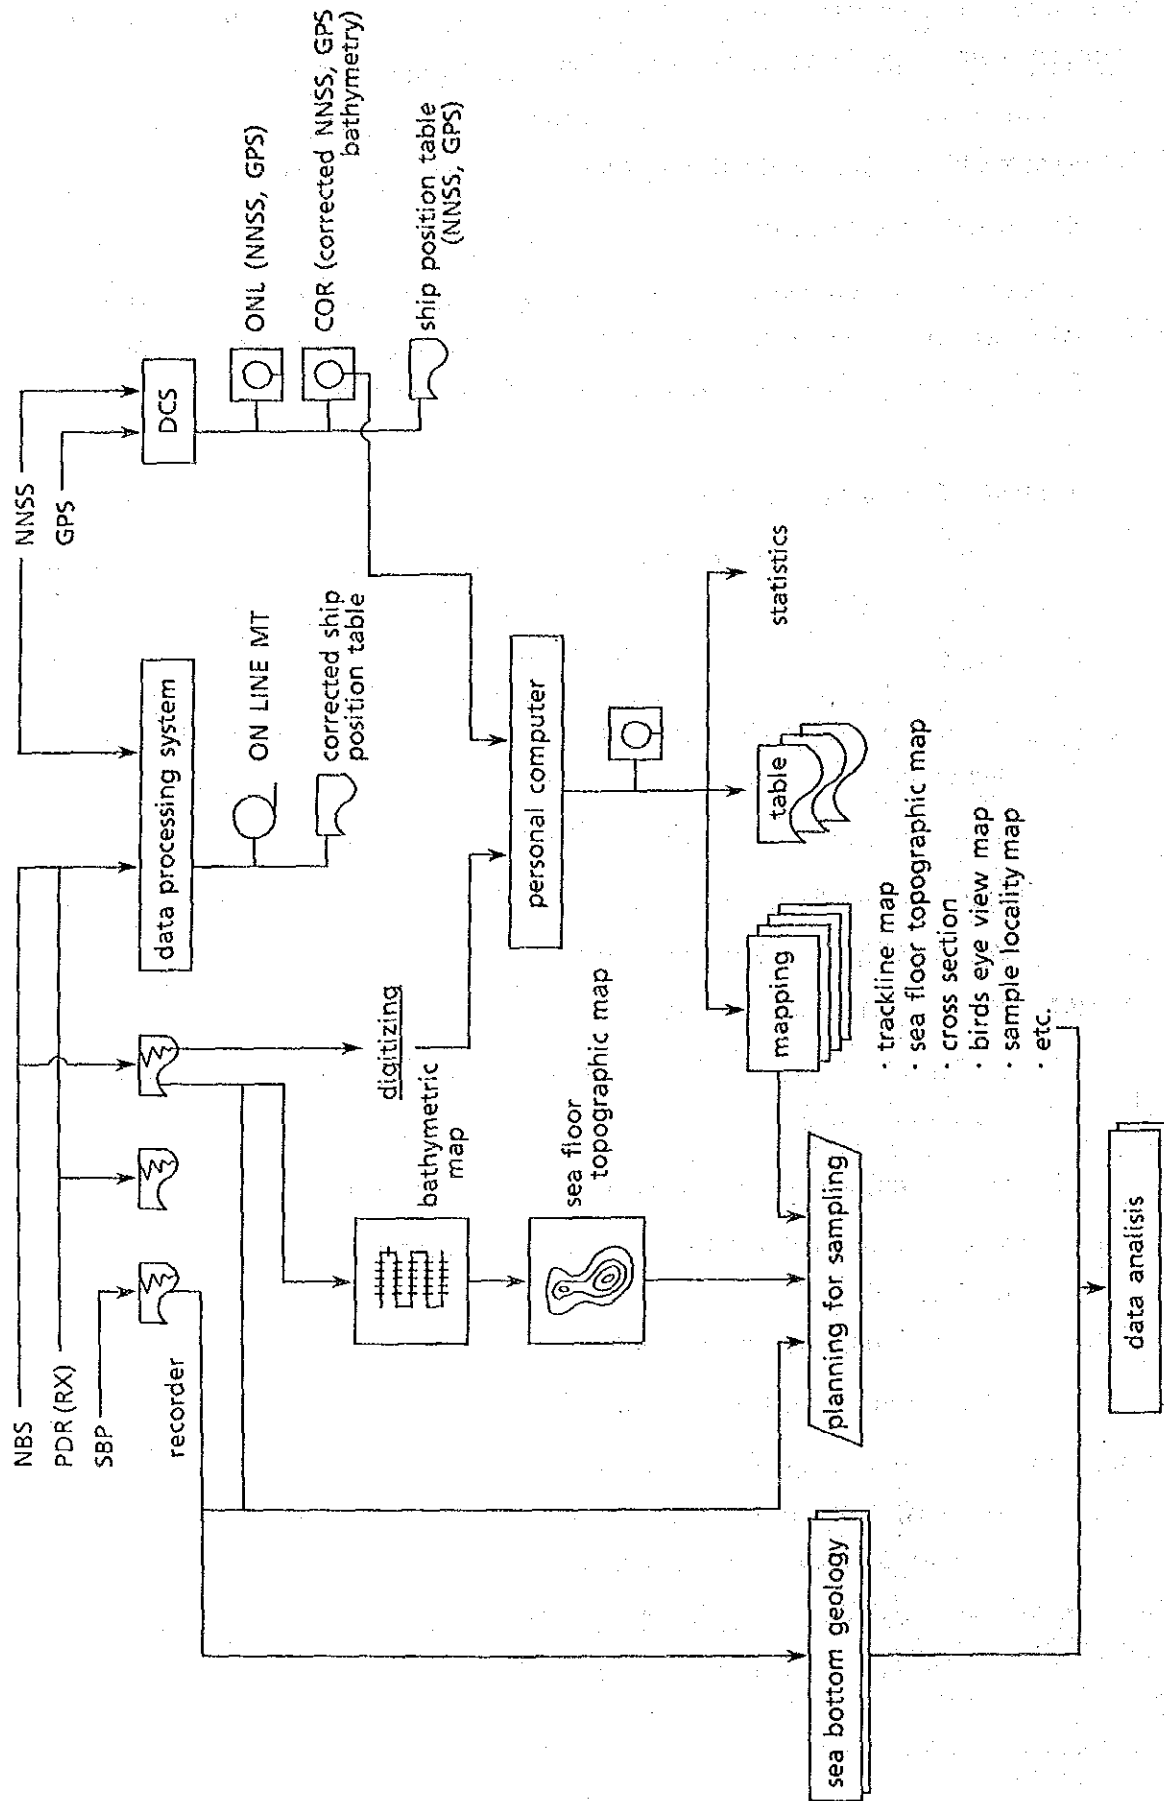 NBS
PDR (RX)
SBP
recorder
NNSS
GPS
data processing system
ON LINE MT
corrected ship
position table
DCS
ONL (NNSS, GPS)
COR (corrected NNSS, GPS
bathymetry)
ship position table
(NNSS, GPS)
digitizing
bathymetric
map
sea floor
topographic map
personal computer
mapping
table
statistics
· trackline map
· sea floor topographic map
· cross section
· birds eye view map
· sample locality map
· etc.
planning for sampling
sea bottom geology
data analisis